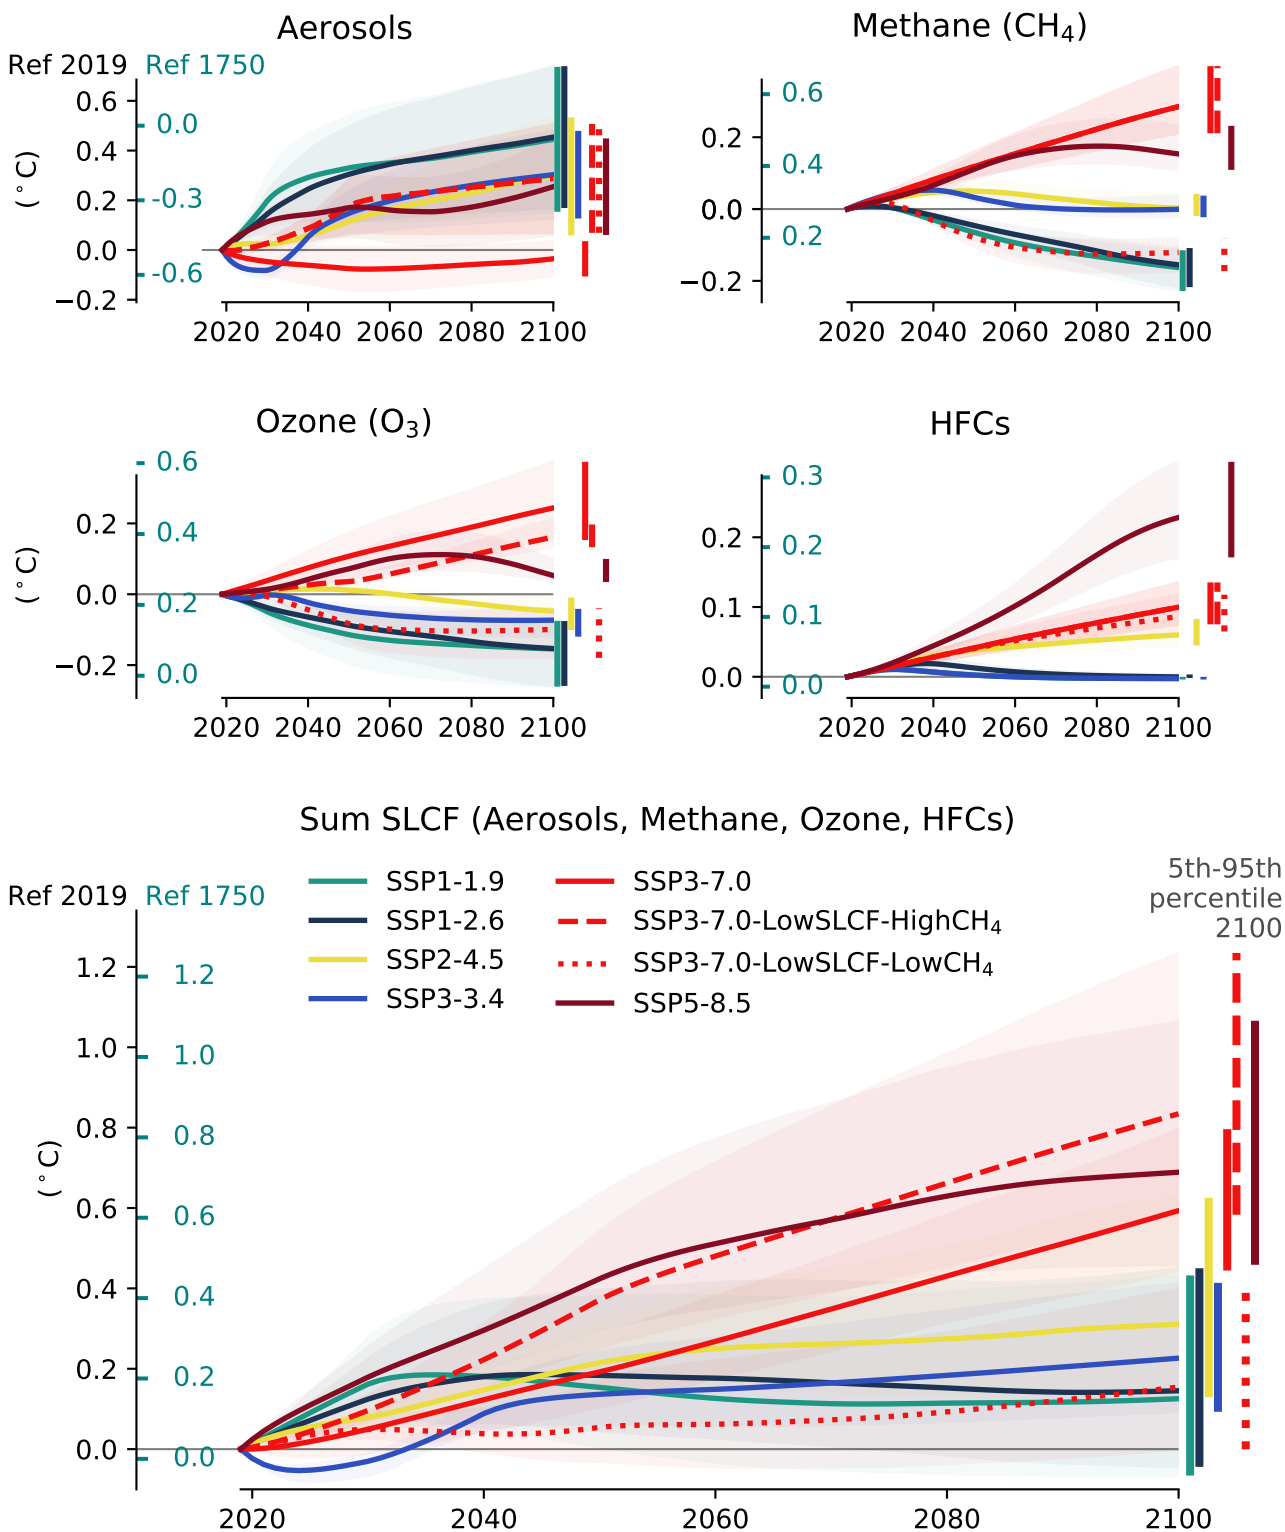 Aerosols
Methane (CH₄)
Ref 2019 Ref 1750
0.6
0.4
0.2
0.0
−0.2
0.0
-0.3
-0.6
(°C)
2020 2040 2060 2080 2100
0.2
0.0
−0.2
0.6
0.4
0.2
2020 2040 2060 2080 2100
Ozone (O₃)
HFCs
0.2
0.0
−0.2
0.6
0.4
0.2
0.0
(°C)
2020 2040 2060 2080 2100
0.2
0.1
0.0
0.3
0.2
0.1
0.0
2020 2040 2060 2080 2100
Sum SLCF (Aerosols, Methane, Ozone, HFCs)
Ref 2019 Ref 1750
SSP1-1.9
SSP1-2.6
SSP2-4.5
SSP3-3.4
SSP3-7.0
SSP3-7.0-LowSLCF-HighCH₄
SSP3-7.0-LowSLCF-LowCH₄
SSP5-8.5
5th-95th
percentile
2100
1.2
1.0
0.8
0.6
0.4
0.2
0.0
1.2
1.0
0.8
0.6
0.4
0.2
0.0
(°C)
2020 2040 2060 2080 2100